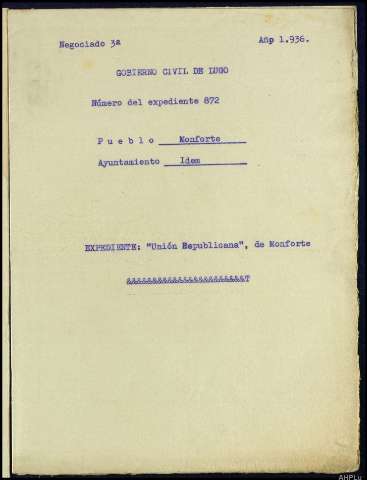 Negociado 3a Año 1.936.
GOBIERNO CIVIL DE LUGO
Número del expediente 872
Pueblo Monforte
Ayuntamiento Idem
EXPEDIENTE: "Unión Republicana", de Monforte
&&&&&&&&&&&&&&&&&&&&&&&T
AHPLu